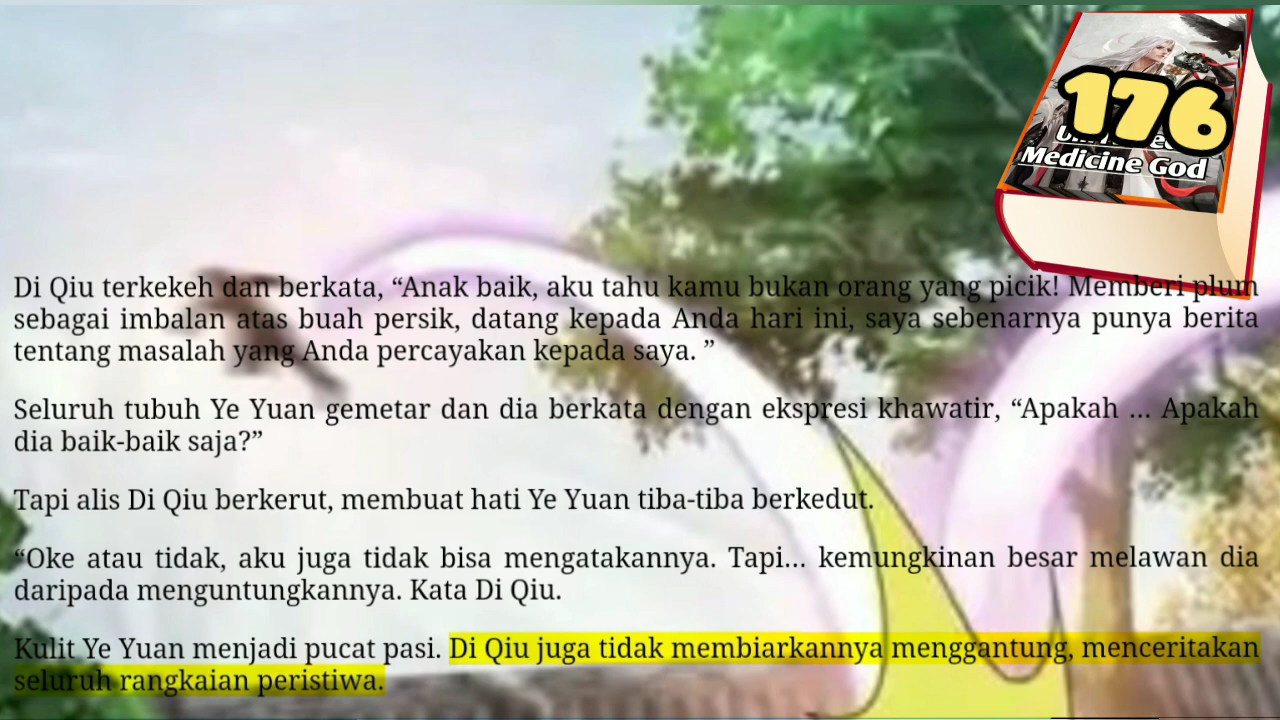 176
Medicine God
Di Qiu terkekeh dan berkata, “Anak baik, aku tahu kamu bukan orang yang picik! Memberi plum
sebagai imbalan atas buah persik, datang kepada Anda hari ini, saya sebenarnya punya berita
tentang masalah yang Anda percayakan kepada saya. ”
Seluruh tubuh Ye Yuan gemetar dan dia berkata dengan ekspresi khawatir, “Apakah ... Apakah
dia baik-baik saja?”
Tapi alis Di Qiu berkerut, membuat hati Ye Yuan tiba-tiba berkedut.
“Oke atau tidak, aku juga tidak bisa mengatakannya. Tapi... kemungkinan besar melawan dia
daripada menguntungkannya. Kata Di Qiu.
Kulit Ye Yuan menjadi pucat pasi. Di Qiu juga tidak membiarkannya menggantung, menceritakan
seluruh rangkaian peristiwa.